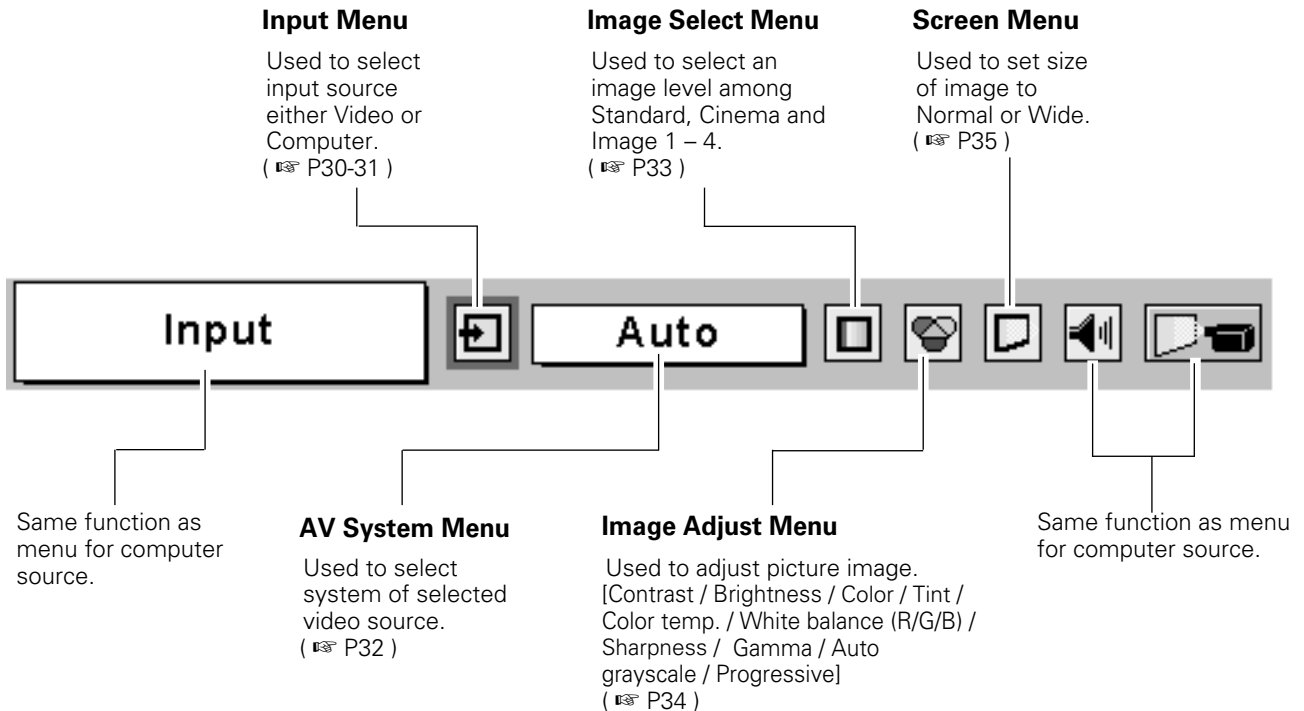 Input Menu
Used to select
input source
either Video or
Computer.
( ☞ P30-31 )
Image Select Menu
Used to select an
image level among
Standard, Cinema and
Image 1 – 4.
( ☞ P33 )
Screen Menu
Used to set size
of image to
Normal or Wide.
( ☞ P35 )
Input
Auto
Same function as
menu for computer
source.
AV System Menu
Used to select
system of selected
video source.
( ☞ P32 )
Image Adjust Menu
Used to adjust picture image.
[Contrast / Brightness / Color / Tint /
Color temp. / White balance (R/G/B) /
Sharpness / Gamma / Auto
grayscale / Progressive]
( ☞ P34 )
Same function as menu
for computer source.